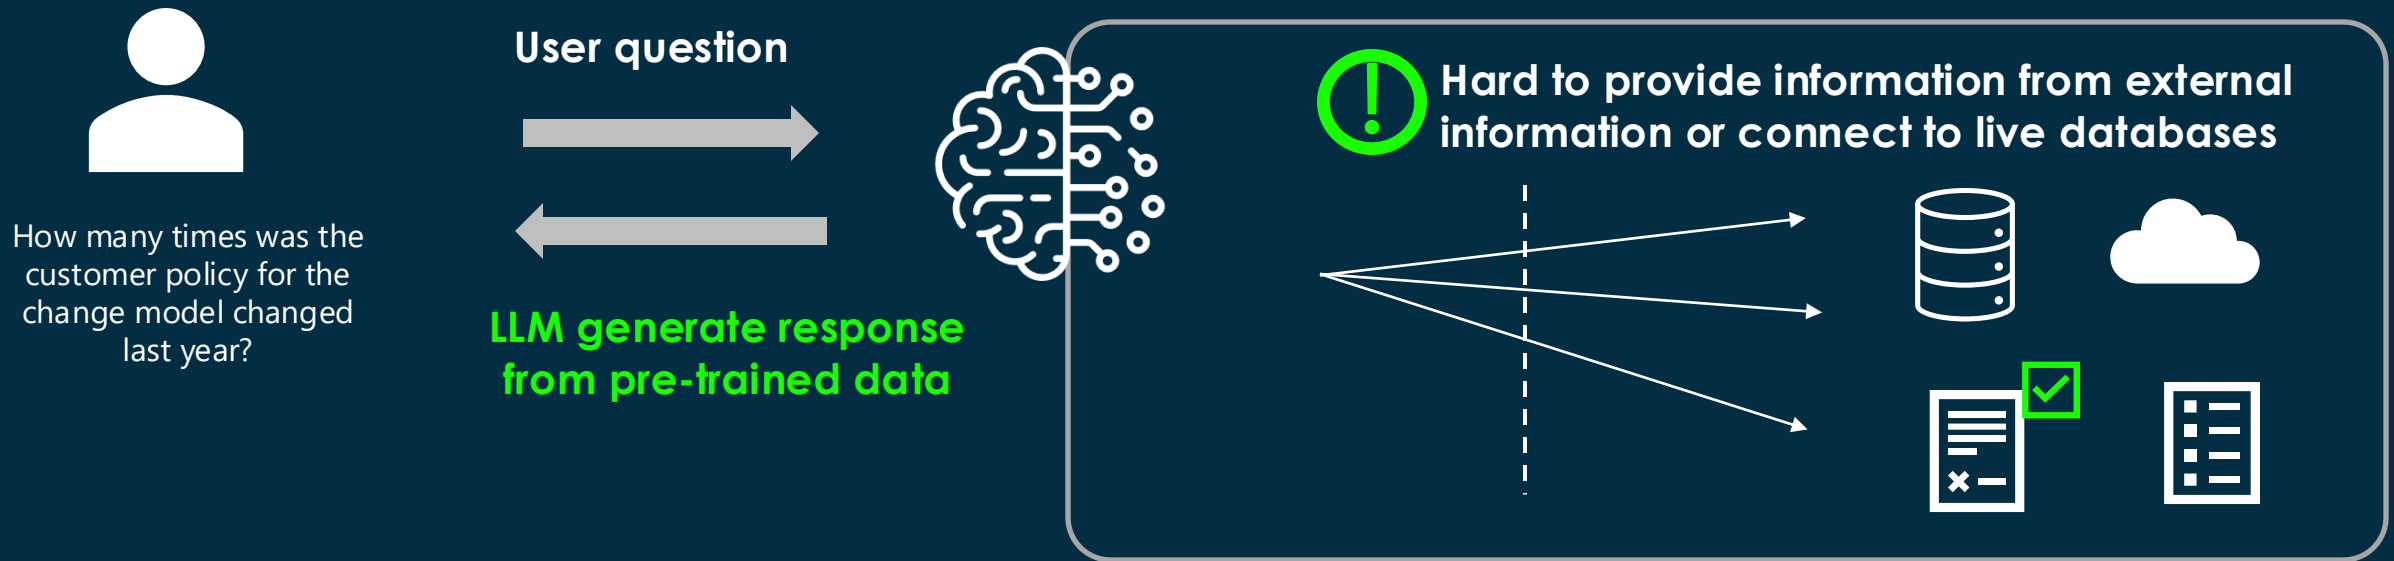 User question
Hard to provide information from external
information or connect to live databases
How many times was the
customer policy for the
change model changed
last year?
LLM generate response
from pre-trained data